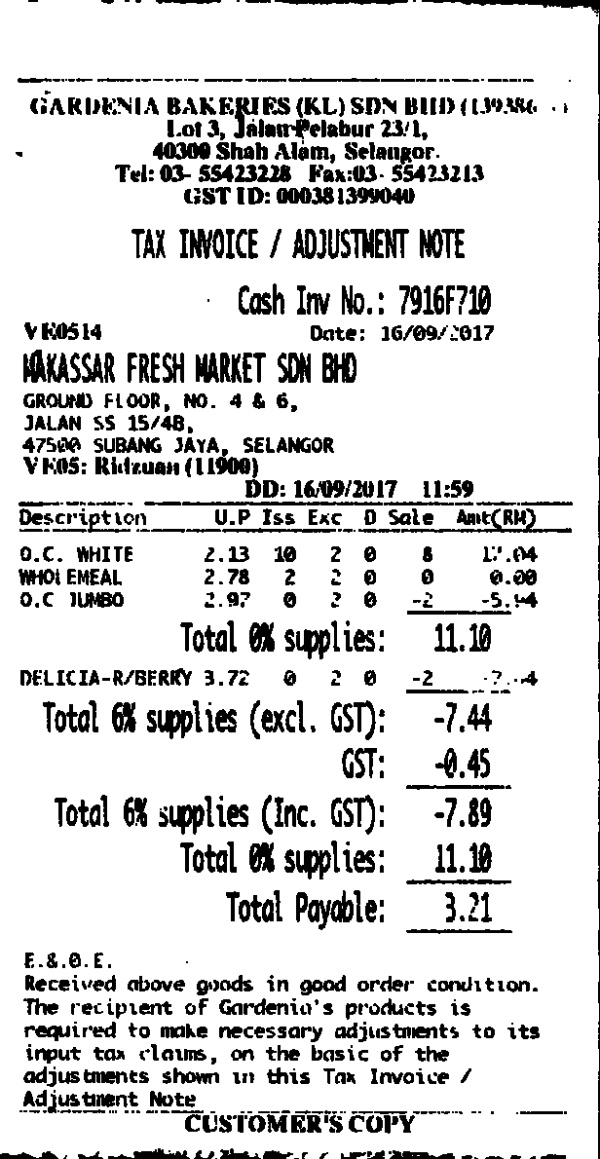 GARDENIA BAKERIES (KL) SDN BHD (139386
Lot 3, Jalan Pelabur 23/1,
40300 Shah Alam, Selangor.
Tel: 03- 55423228 Fax:03- 55423213
GST ID: 000381399040
TAX INVOICE / ADJUSTMENT NOTE
Cash Inv No.: 7916F710
VE0514 Date: 16/09/2017
MAKASSAR FRESH MARKET SDN BHD
GROUND FLOOR, NO. 4 & 6,
JALAN SS 15/4B,
47500 SUBANG JAYA, SELANGOR
VE05: Ridzuan (11900)
DD: 16/09/2017 11:59
Description U.P Iss Exc D Sale Amt(RM)
O.C. WHITE 2.13 10 2 0 8 17.04
WHOLEMEAL 2.78 2 2 0 0 0.00
O.C JUMBO 2.97 0 2 0 -2 -5.94
Total 0% supplies: 11.10
DELICIA-R/BERRY 3.72 0 2 0 -2 -7.44
Total 6% supplies (excl. GST): -7.44
GST: -0.45
Total 6% supplies (Inc. GST): -7.89
Total 0% supplies: 11.10
Total Payable: 3.21
E.&.O.E.
Received above goods in good order condition.
The recipient of Gardenia's products is
required to make necessary adjustments to its
input tax claims, on the basic of the
adjustments shown in this Tax Invoice /
Adjustment Note
CUSTOMER'S COPY